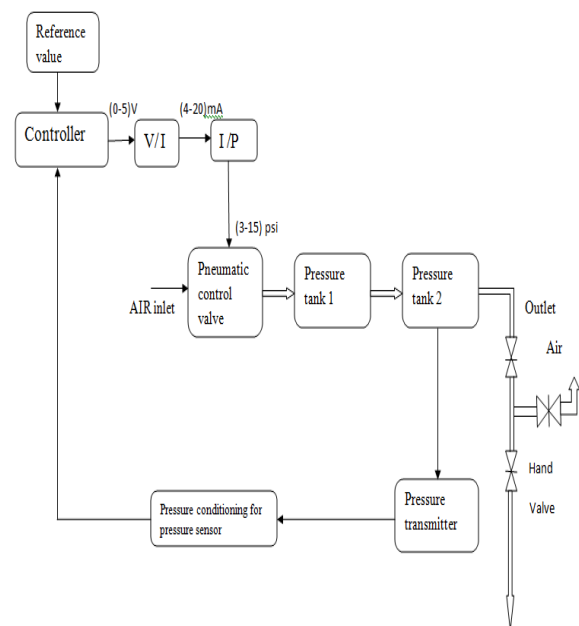 Reference
value
(0-5)V
(4-20)mA
Controller
V/I
I/P
(3-15) psi
Pneumatic
control
valve
Pressure
tank 1
Pressure
tank 2
AIR inlet
Outlet
Air
Hand
Valve
Pressure
transmitter
Pressure conditioning for
pressure sensor